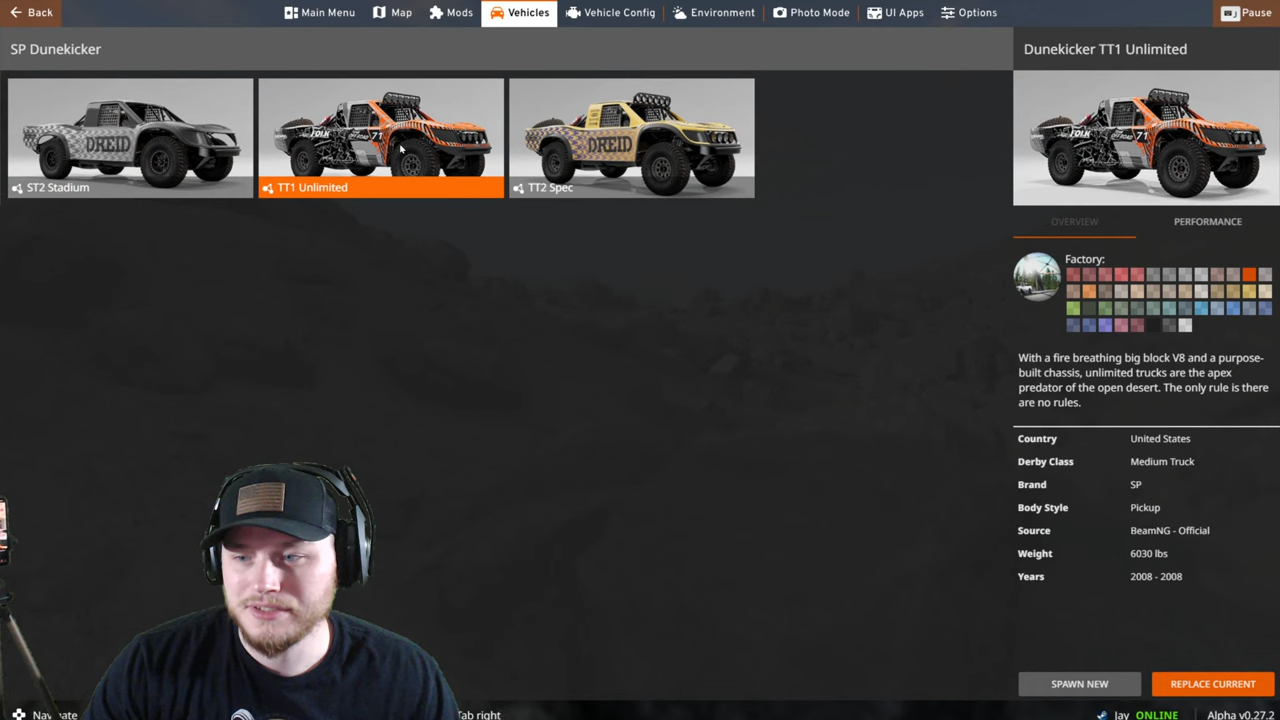 Back
Main Menu
Map
Mods
Vehicles
Vehicle Config
Environment
Photo Mode
UI Apps
Options
Pause
SP Dunekicker
DREID
ST2 Stadium
71
TT1 Unlimited
DREID
TT2 Spec
Dunekicker TT1 Unlimited
71
OVERVIEW
PERFORMANCE
Factory:
With a fire breathing big block V8 and a purpose-
built chassis, unlimited trucks are the apex
predator of the open desert. The only rule is there
are no rules.
Country United States
Derby Class Medium Truck
Brand SP
Body Style Pickup
Source BeamNG - Official
Weight 6030 lbs
Years 2008 - 2008
SPAWN NEW
REPLACE CURRENT
Navigate
Tab right
Jay ONLINE
Alpha v0.27.2